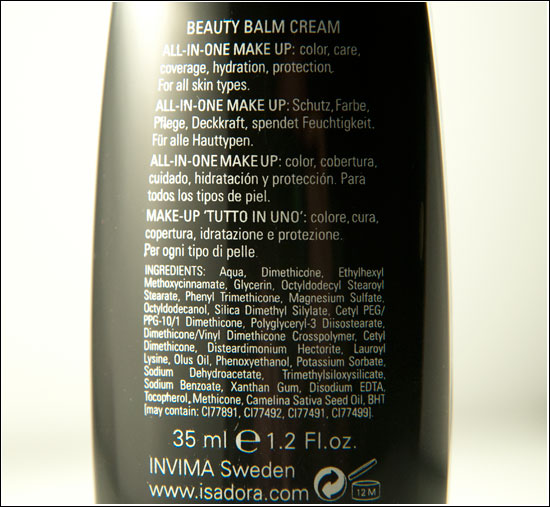 BEAUTY BALM CREAM
ALL-IN-ONE MAKE UP: color, care,
coverage, hydration, protection.
For all skin types.
ALL-IN-ONE MAKE UP: Schutz, Farbe,
Pflege, Deckkraft, spendet Feuchtigkeit.
Für alle Hauttypen.
ALL-IN-ONE MAKE UP: color, cobertura,
cuidado, hidratación y protección. Para
todos los tipos de piel.
MAKE-UP 'TUTTO IN UNO': colore, cura,
copertura, idratazione e protezione.
Per ogni tipo di pelle.
INGREDIENTS: Aqua, Dimethicone, Ethylhexyl
Methoxycinnamate, Glycerin, Octyldodecyl Stearoyl
Stearate, Phenyl Trimethicone, Magnesium Sulfate,
Octyldodecanol, Silica Dimethyl Silylate, Cetyl PEG/
PPG-10/1 Dimethicone, Polyglyceryl-3 Diisostearate,
Dimethicone/Vinyl Dimethicone Crosspolymer, Cetyl
Dimethicone, Disteardimonium Hectorite, Lauroyl
Lysine, Olus Oil, Phenoxyethanol, Potassium Sorbate,
Sodium Dehydroacetate, Trimethylsiloxysilicate,
Sodium Benzoate, Xanthan Gum, Disodium EDTA,
Tocopherol, Methicone, Camelina Sativa Seed Oil, BHT
[may contain: CI77891, CI77492, CI77491, CI77499].
35 ml e 1.2 Fl.oz.
INVIMA Sweden
www.isadora.com 12 M